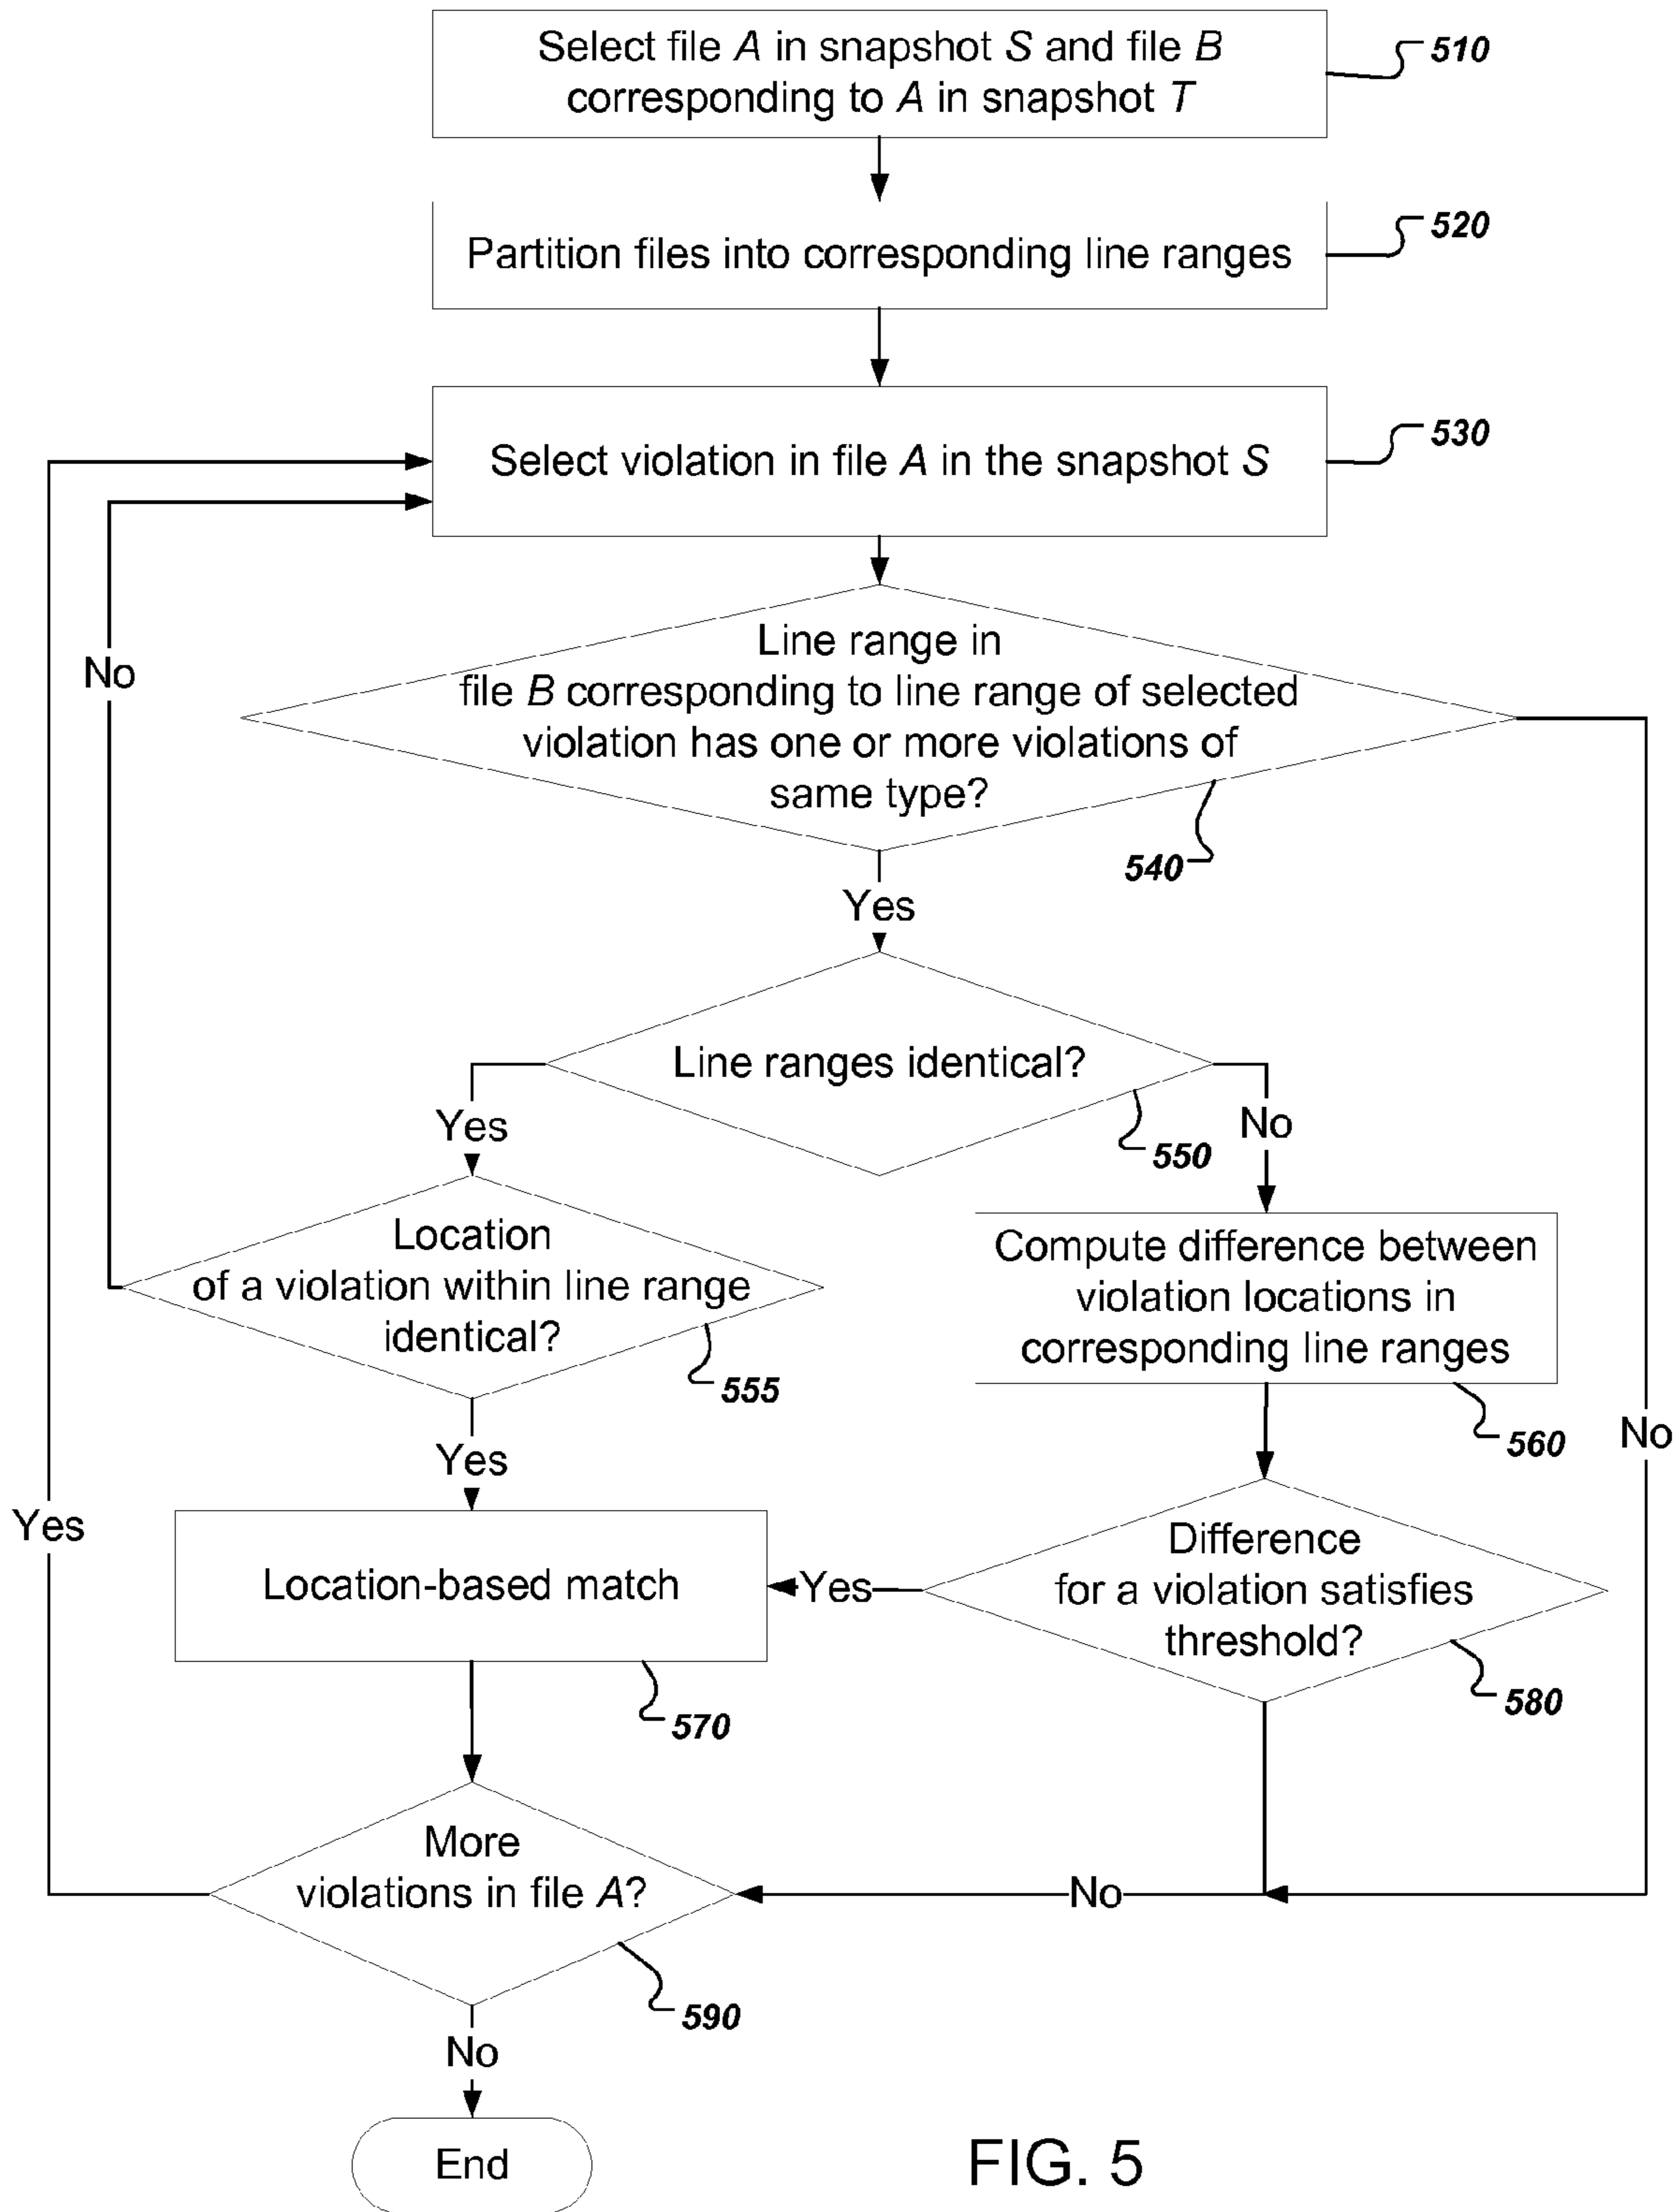 Select file A in snapshot S and file B
corresponding to A in snapshot T
510
Partition files into corresponding line ranges
520
Select violation in file A in the snapshot S
530
Line range in
file B corresponding to line range of selected
violation has one or more violations of
same type?
540
No
Yes
Line ranges identical?
550
Yes
No
Location
of a violation within line range
identical?
555
Compute difference between
violation locations in
corresponding line ranges
560
No
Yes
Yes
Location-based match
570
Yes
Difference
for a violation satisfies
threshold?
580
More
violations in file A?
590
No
No
End
FIG. 5